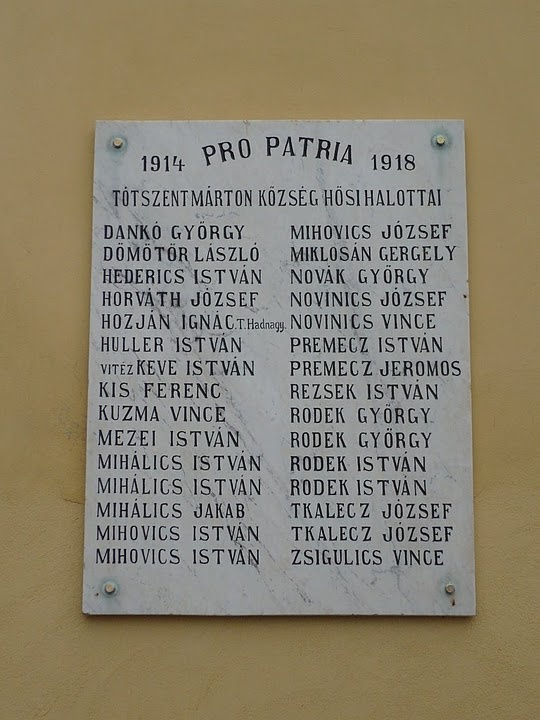 1914 PRO PATRIA 1918
TÓTSZENTMÁRTON KÖZSÉG HŐSI HALOTTAI
DANKÓ GYÖRGY
DÖMÖTÖR LÁSZLÓ
HEDERICS ISTVÁN
HORVÁTH JÓZSEF
HOZJÁN IGNÁC.T.Hadnagy.
HULLER ISTVÁN
VITÉZ KEVE ISTVÁN
KIS FERENC
KUZMA VINCE
MEZEI ISTVÁN
MIHÁLICS ISTVÁN
MIHÁLICS ISTVÁN
MIHÁLICS JAKAB
MIHOVICS ISTVÁN
MIHOVICS ISTVÁN
MIHOVICS JÓZSEF
MIKLOSÁN GERGELY
NOVÁK GYÖRGY
NOVINICS JÓZSEF
NOVINICS VINCE
PREMECZ ISTVÁN
PREMECZ JEROMOS
REZSEK ISTVÁN
RODEK GYÖRGY
RODEK GYÖRGY
RODEK ISTVÁN
RODEK ISTVÁN
TKALECZ JÓZSEF
TKALECZ JÓZSEF
ZSIGULICS VINCE